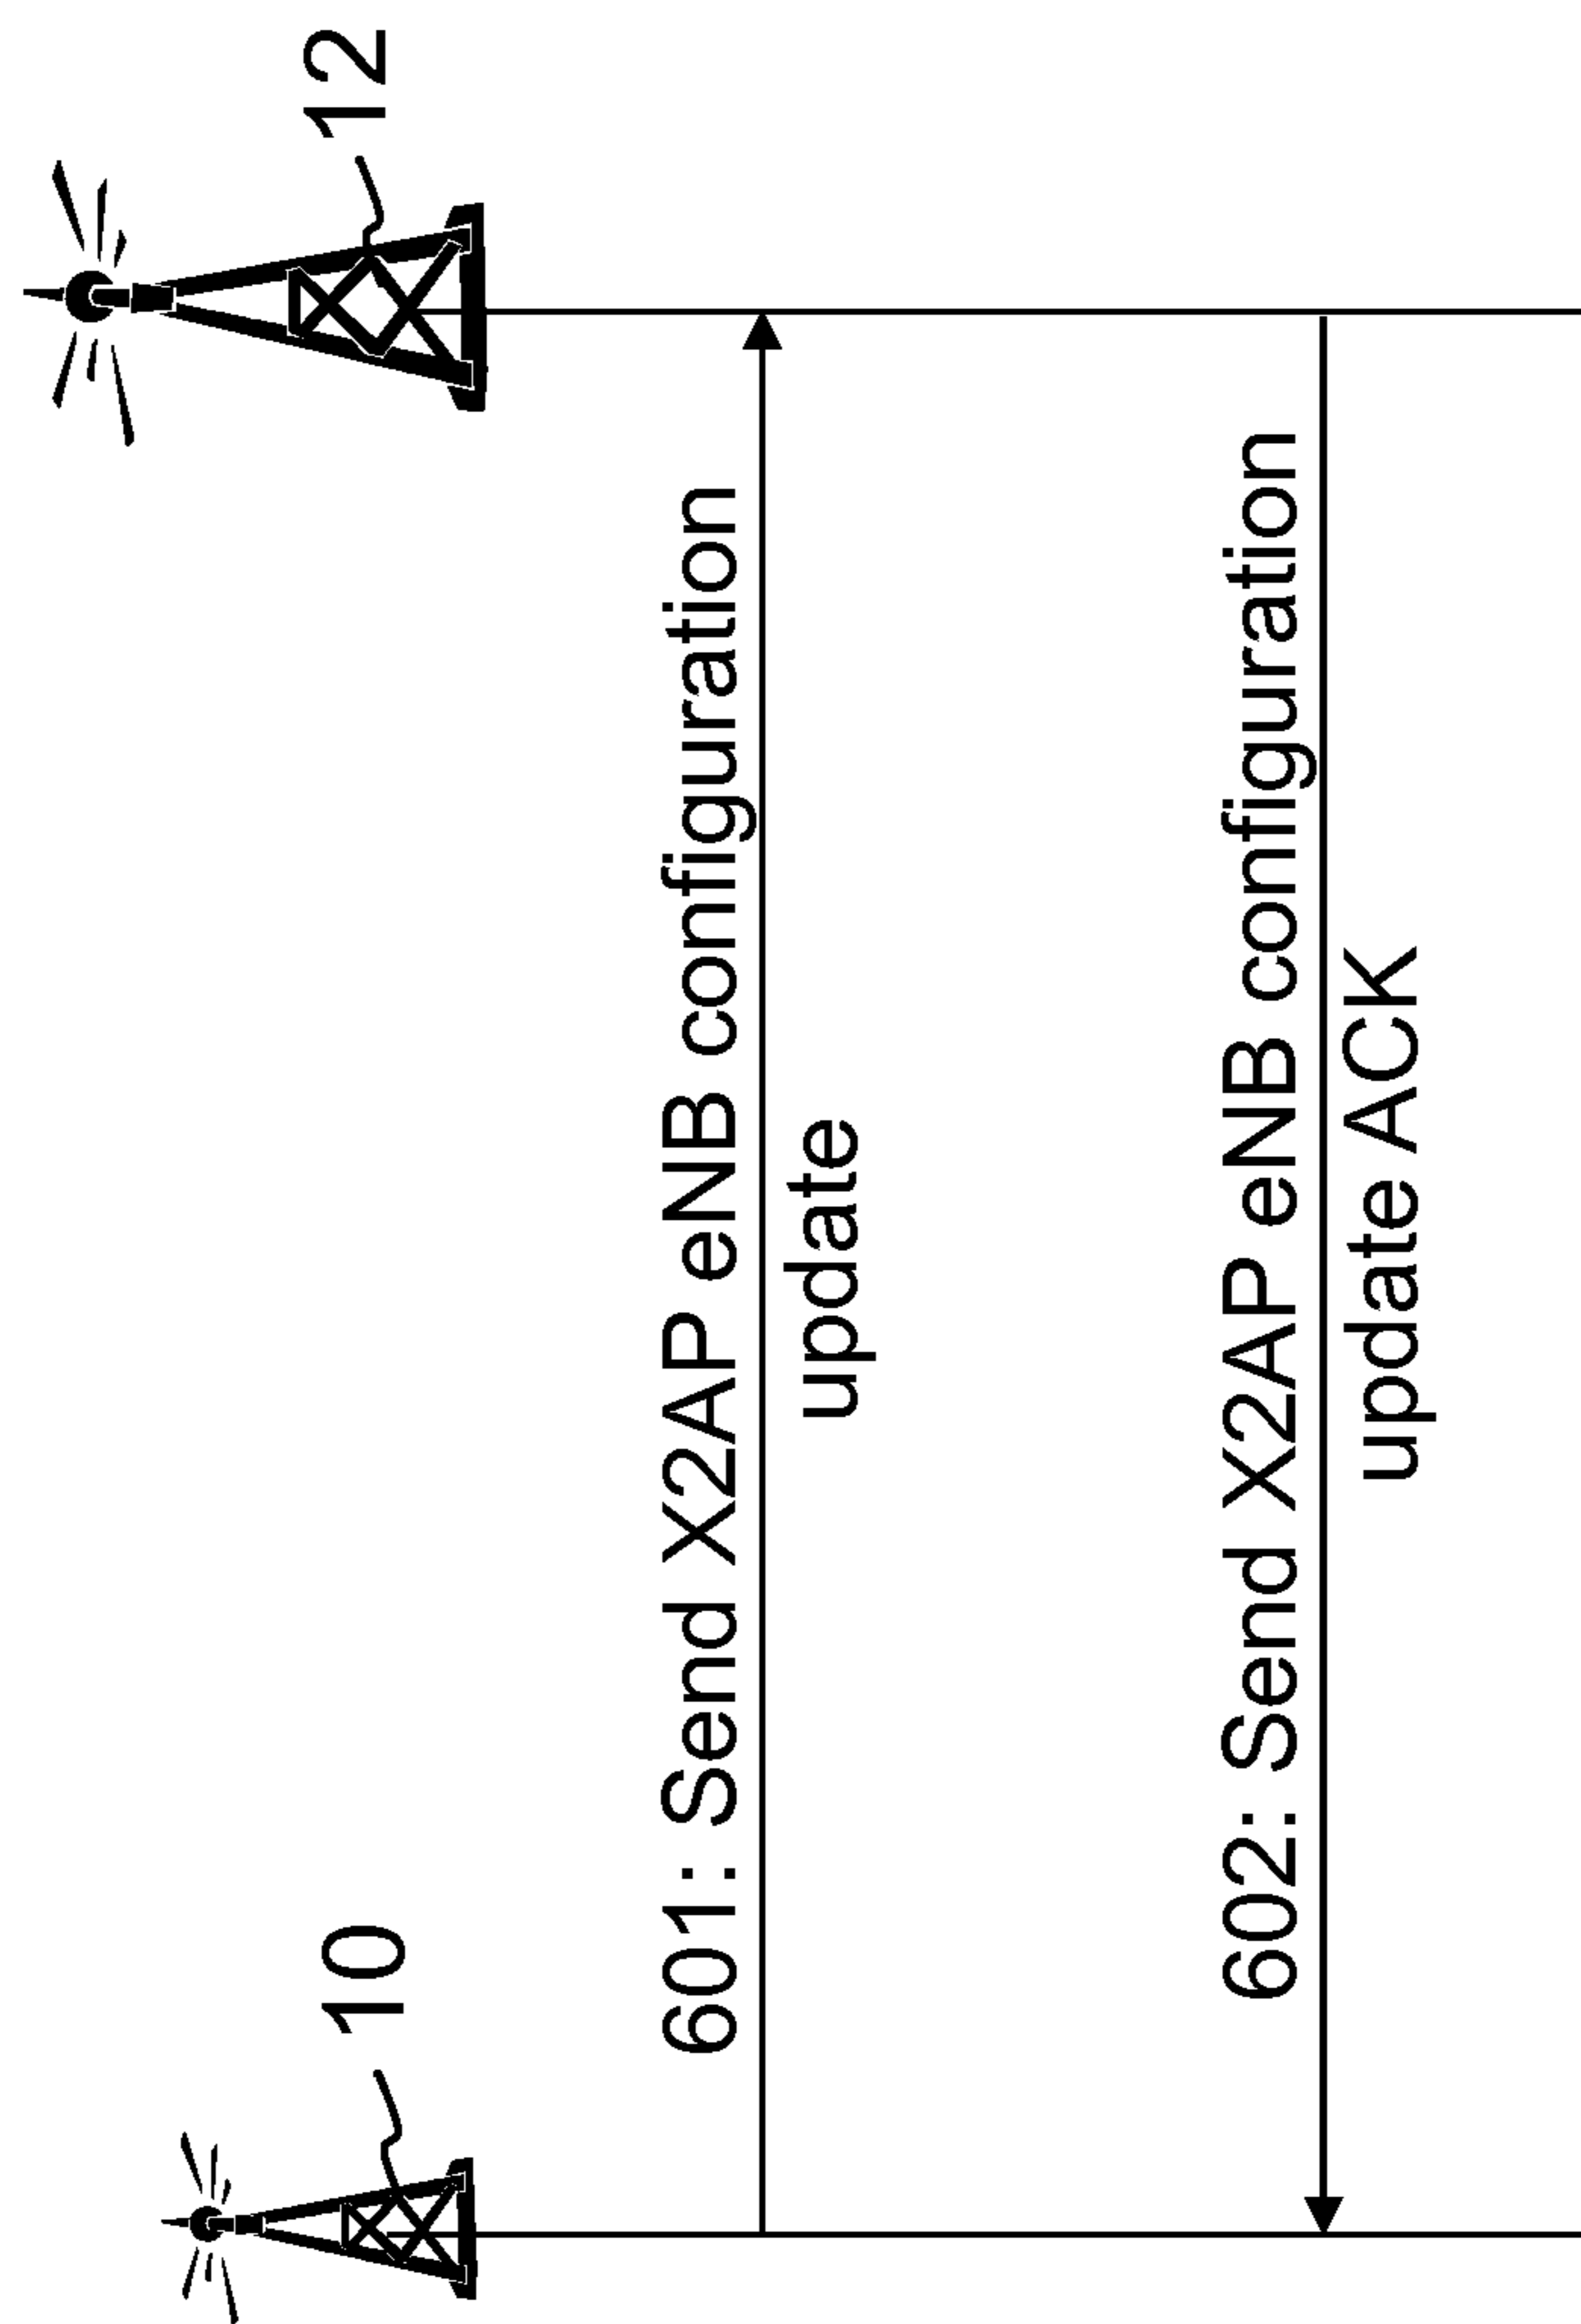 10
12
601: Send X2AP eNB configuration
update
602: Send X2AP eNB configuration
update ACK